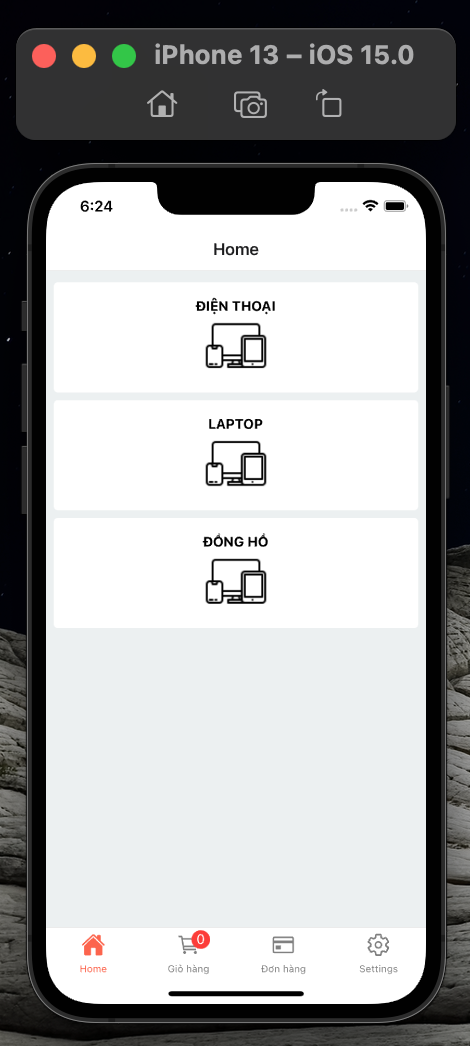 iPhone 13 – iOS 15.0
6:24
Home
ĐIỆN THOẠI
LAPTOP
ĐỒNG HỒ
0
Home
Giỏ hàng
Đơn hàng
Settings